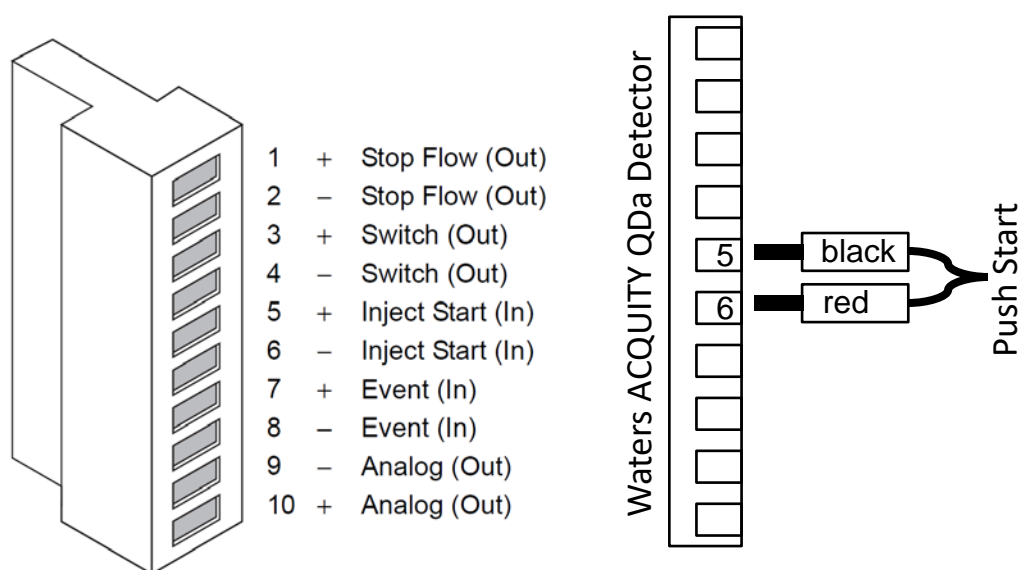 1 + Stop Flow (Out)
2 – Stop Flow (Out)
3 + Switch (Out)
4 – Switch (Out)
5 + Inject Start (In)
6 – Inject Start (In)
7 + Event (In)
8 – Event (In)
9 – Analog (Out)
10 + Analog (Out)
Waters ACQUITY QDa Detector
5 black
6 red
Push Start